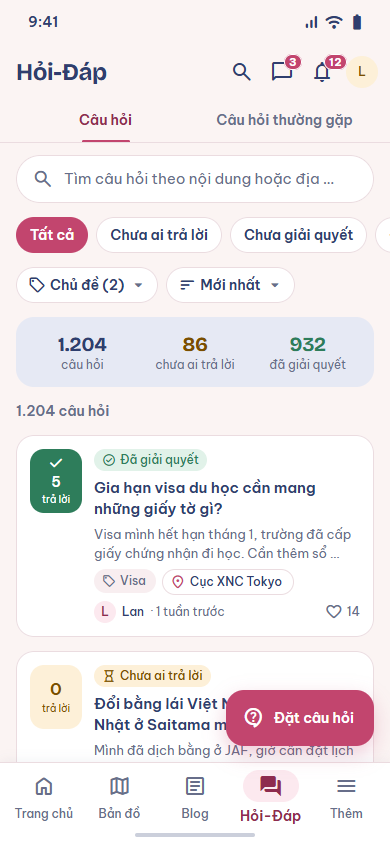 9:41
Hỏi-Đáp
3
12
L
Câu hỏi
Câu hỏi thường gặp
Tìm câu hỏi theo nội dung hoặc địa ...
Tất cả
Chưa ai trả lời
Chưa giải quyết
Chủ đề (2)
Mới nhất
1.204
86
932
câu hỏi
chưa ai trả lời
đã giải quyết
1.204 câu hỏi
5
trả lời
Đã giải quyết
Gia hạn visa du học cần mang
những giấy tờ gì?
Visa mình hết hạn tháng 1, trường đã cấp
giấy chứng nhận đi học. Cần thêm sổ ...
Visa
Cục XNC Tokyo
L
Lan · 1 tuần trước
14
0
trả lời
Chưa ai trả lời
Đổi bằng lái Việt
Nhật ở Saitama
Mình đã dịch bằng ở JAF, giờ cần đặt lịch
Đặt câu hỏi
Trang chủ
Bản đồ
Blog
Hỏi-Đáp
Thêm